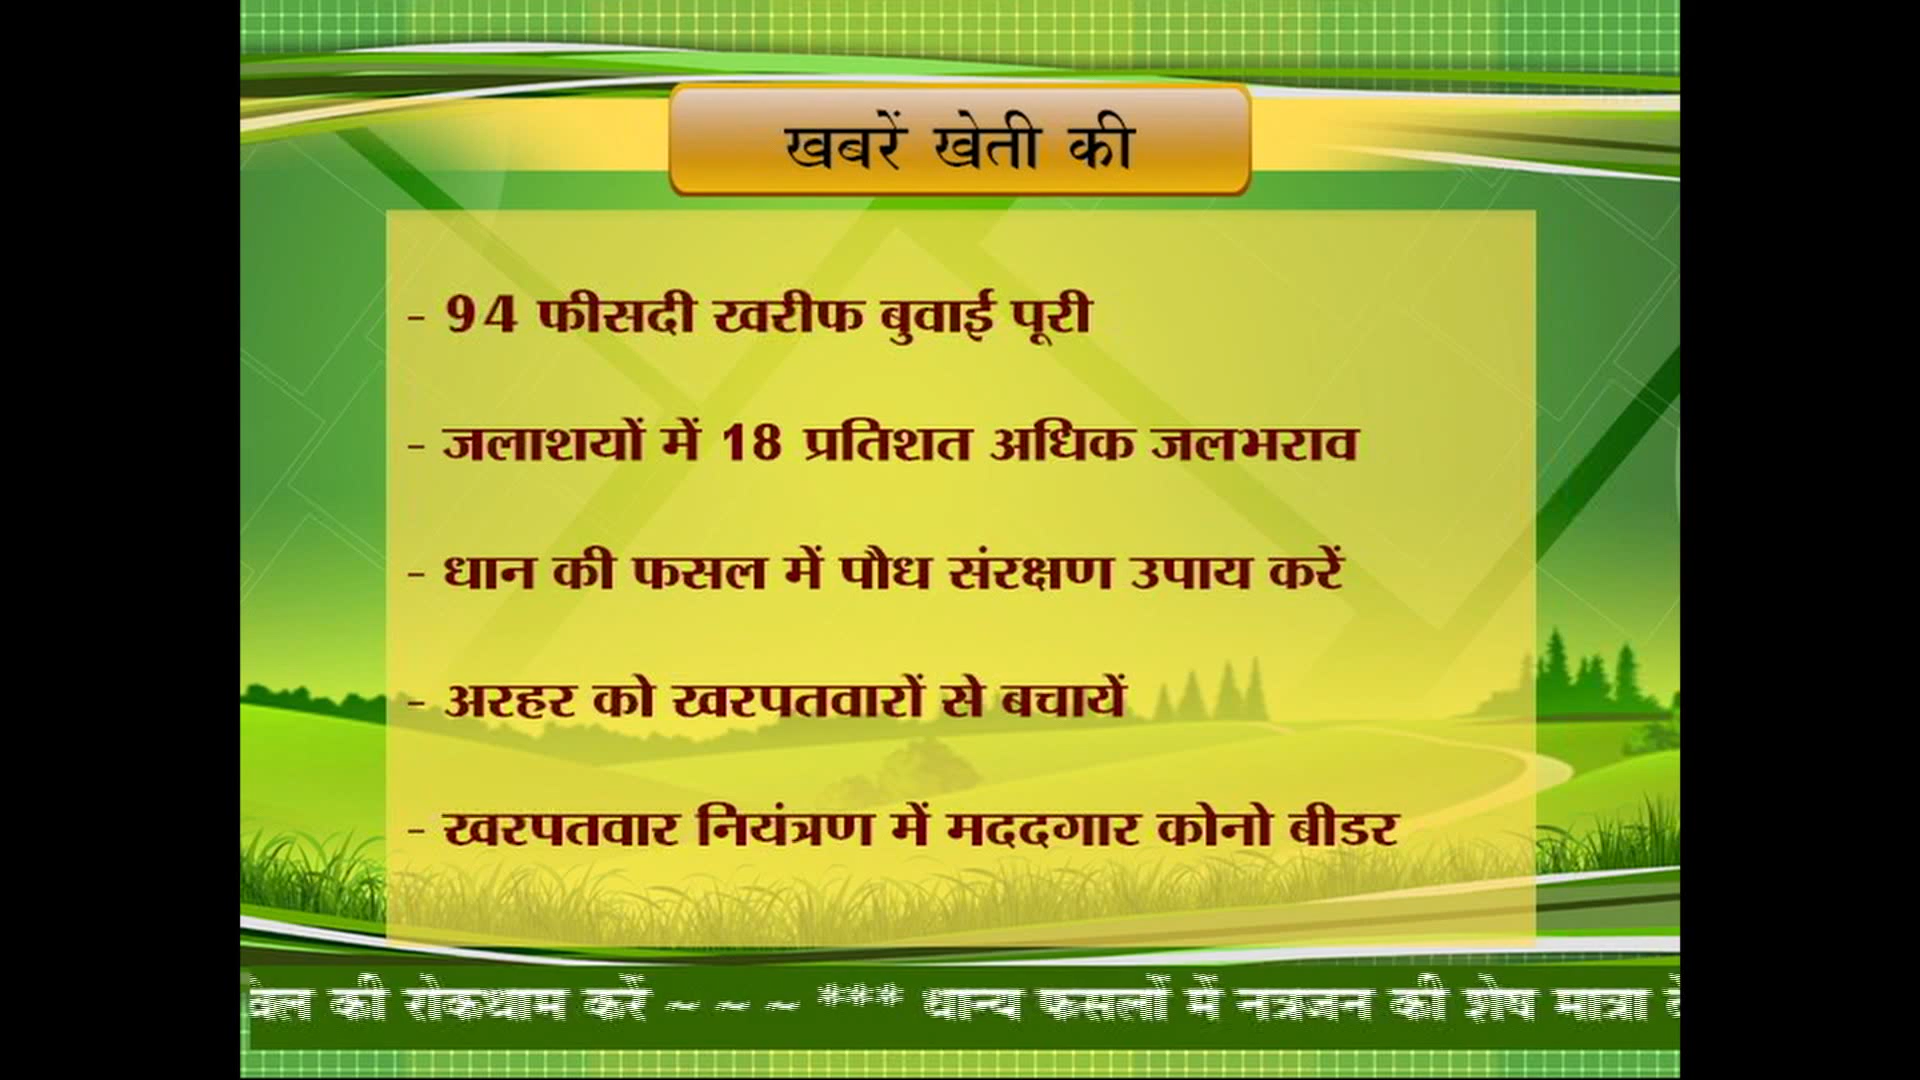 खबरें खेती की
- 94 फीसदी खरीफ बुवाई पूरी
- जलाशयों में 18 प्रतिशत अधिक जलभराव
- धान की फसल में पौध संरक्षण उपाय करें
- अरहर को खरपतवारों से बचायें
- खरपतवार नियंत्रण में मददगार कोनो बीडर
की रोकथाम करें ~ ~ ~ *** धान्य फसलों में नत्रजन की शेष मात्रा